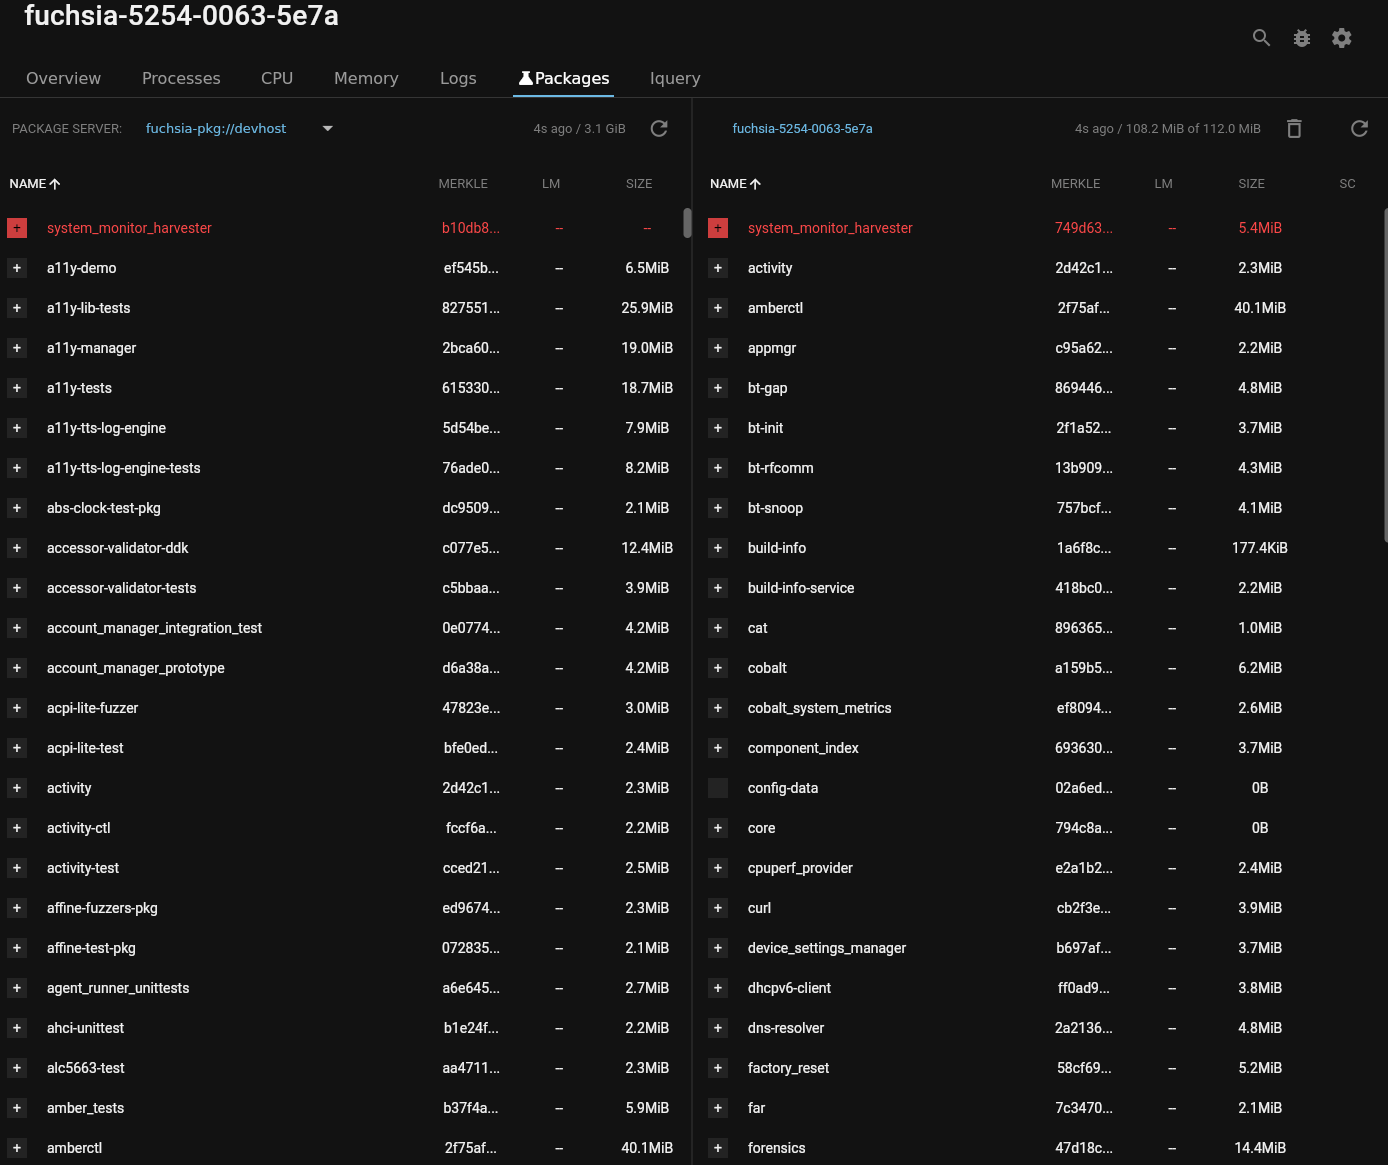 fuchsia-5254-0063-5e7a
Overview Processes CPU Memory Logs Packages Iquery
PACKAGE SERVER: fuchsia-pkg://devhost 4s ago / 3.1 GiB
NAME MERKLE LM SIZE
+ system_monitor_harvester b10db8... -- --
+ a11y-demo ef545b... -- 6.5MiB
+ a11y-lib-tests 827551... -- 25.9MiB
+ a11y-manager 2bca60... -- 19.0MiB
+ a11y-tests 615330... -- 18.7MiB
+ a11y-tts-log-engine 5d54be... -- 7.9MiB
+ a11y-tts-log-engine-tests 76ade0... -- 8.2MiB
+ abs-clock-test-pkg dc9509... -- 2.1MiB
+ accessor-validator-ddk c077e5... -- 12.4MiB
+ accessor-validator-tests c5bbaa... -- 3.9MiB
+ account_manager_integration_test 0e0774... -- 4.2MiB
+ account_manager_prototype d6a38a... -- 4.2MiB
+ acpi-lite-fuzzer 47823e... -- 3.0MiB
+ acpi-lite-test bfe0ed... -- 2.4MiB
+ activity 2d42c1... -- 2.3MiB
+ activity-ctl fccf6a... -- 2.2MiB
+ activity-test cced21... -- 2.5MiB
+ affine-fuzzers-pkg ed9674... -- 2.3MiB
+ affine-test-pkg 072835... -- 2.1MiB
+ agent_runner_unittests a6e645... -- 2.7MiB
+ ahci-unittest b1e24f... -- 2.2MiB
+ alc5663-test aa4711... -- 2.3MiB
+ amber_tests b37f4a... -- 5.9MiB
+ amberctl 2f75af... -- 40.1MiB
fuchsia-5254-0063-5e7a 4s ago / 108.2 MiB of 112.0 MiB
NAME MERKLE LM SIZE SC
+ system_monitor_harvester 749d63... -- 5.4MiB
+ activity 2d42c1... -- 2.3MiB
+ amberctl 2f75af... -- 40.1MiB
+ appmgr c95a62... -- 2.2MiB
+ bt-gap 869446... -- 4.8MiB
+ bt-init 2f1a52... -- 3.7MiB
+ bt-rfcomm 13b909... -- 4.3MiB
+ bt-snoop 757bcf... -- 4.1MiB
+ build-info 1a6f8c... -- 177.4KiB
+ build-info-service 418bc0... -- 2.2MiB
+ cat 896365... -- 1.0MiB
+ cobalt a159b5... -- 6.2MiB
+ cobalt_system_metrics ef8094... -- 2.6MiB
+ component_index 693630... -- 3.7MiB
config-data 02a6ed... -- 0B
+ core 794c8a... -- 0B
+ cpuperf_provider e2a1b2... -- 2.4MiB
+ curl cb2f3e... -- 3.9MiB
+ device_settings_manager b697af... -- 3.7MiB
+ dhcpv6-client ff0ad9... -- 3.8MiB
+ dns-resolver 2a2136... -- 4.8MiB
+ factory_reset 58cf69... -- 5.2MiB
+ far 7c3470... -- 2.1MiB
+ forensics 47d18c... -- 14.4MiB